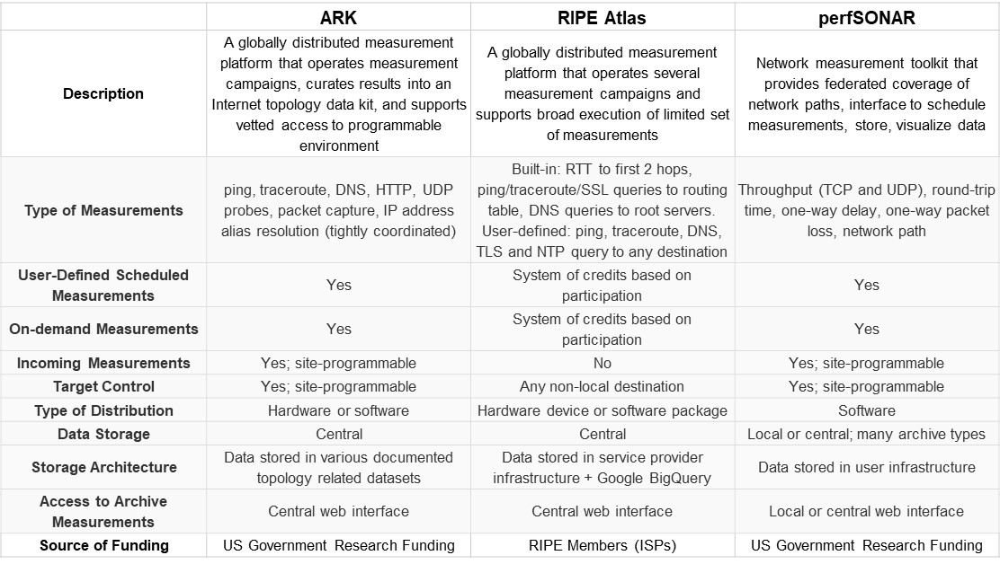 ARK RIPE Atlas perfSONAR
Description
A globally distributed measurement
platform that operates measurement
campaigns, curates results into an
Internet topology data kit, and supports
vetted access to programmable
environment
A globally distributed measurement
platform that operates several
measurement campaigns and
supports broad execution of limited set
of measurements
Network measurement toolkit that
provides federated coverage of
network paths, interface to schedule
measurements, store, visualize data
Type of Measurements
ping, traceroute, DNS, HTTP, UDP
probes, packet capture, IP address
alias resolution (tightly coordinated)
Built-in: RTT to first 2 hops,
ping/traceroute/SSL queries to routing
table, DNS queries to root servers.
User-defined: ping, traceroute, DNS,
TLS and NTP query to any destination
Throughput (TCP and UDP), round-trip
time, one-way delay, one-way packet
loss, network path
User-Defined Scheduled
Measurements
Yes
System of credits based on
participation
Yes
On-demand Measurements
Yes
System of credits based on
participation
Yes
Incoming Measurements
Yes; site-programmable
No
Yes; site-programmable
Target Control
Yes; site-programmable
Any non-local destination
Yes; site-programmable
Type of Distribution
Hardware or software
Hardware device or software package
Software
Data Storage
Central
Central
Local or central; many archive types
Storage Architecture
Data stored in various documented
topology related datasets
Data stored in service provider
infrastructure + Google BigQuery
Data stored in user infrastructure
Access to Archive
Measurements
Central web interface
Central web interface
Local or central web interface
Source of Funding
US Government Research Funding
RIPE Members (ISPs)
US Government Research Funding